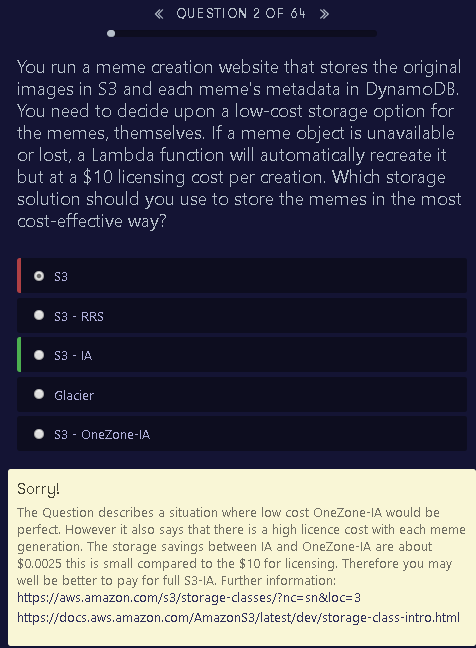 « QUESTION 2 OF 64 »
You run a meme creation website that stores the original
images in S3 and each meme's metadata in DynamoDB.
You need to decide upon a low-cost storage option for
the memes, themselves. If a meme object is unavailable
or lost, a Lambda function will automatically recreate it
but at a $10 licensing cost per creation. Which storage
solution should you use to store the memes in the most
cost-effective way?
S3
S3 - RRS
S3 - IA
Glacier
S3 - OneZone-IA
Sorry!
The Question describes a situation where low cost OneZone-IA would be
perfect. However it also says that there is a high licence cost with each meme
generation. The storage savings between IA and OneZone-IA are about
$0.0025 this is small compared to the $10 for licensing. Therefore you may
well be better to pay for full S3-IA. Further information:
https://aws.amazon.com/s3/storage-classes/?nc=sn&loc=3
https://docs.aws.amazon.com/AmazonS3/latest/dev/storage-class-intro.html